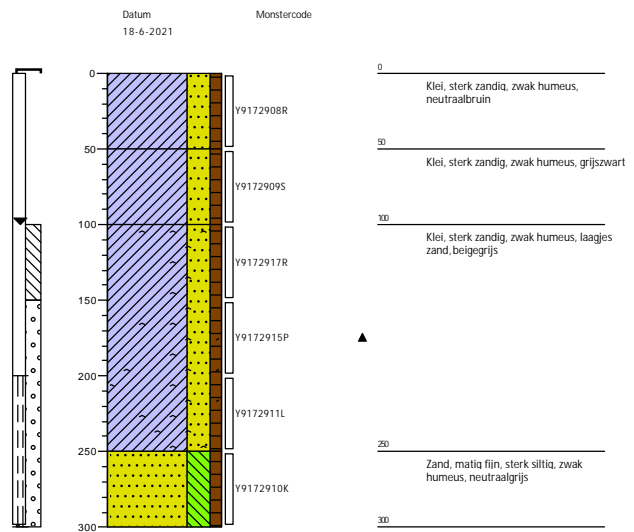 Datum Monstercode
18-6-2021
0
50
100
150
200
250
300
Y9172908R
Y9172909S
Y9172917R
Y9172915P
Y9172911L
Y9172910K
0
Klei, sterk zandig, zwak humeus,
neutraalbruin
50
Klei, sterk zandig, zwak humeus, grijszwart
100
Klei, sterk zandig, zwak humeus, laagjes
zand, beigegrijs
250
Zand, matig fijn, sterk siltig, zwak
humeus, neutraalgrijs
300